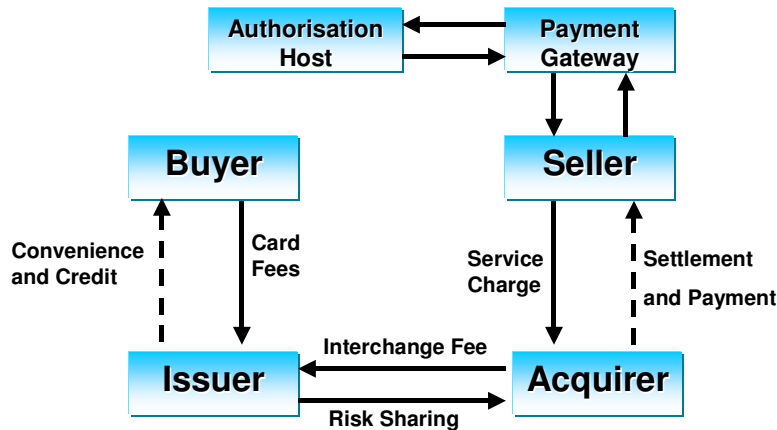 Authorisation
Host
Payment
Gateway
Buyer
Seller
Convenience
and Credit
Card
Fees
Service
Charge
Settlement
and Payment
Interchange Fee
Issuer
Acquirer
Risk Sharing